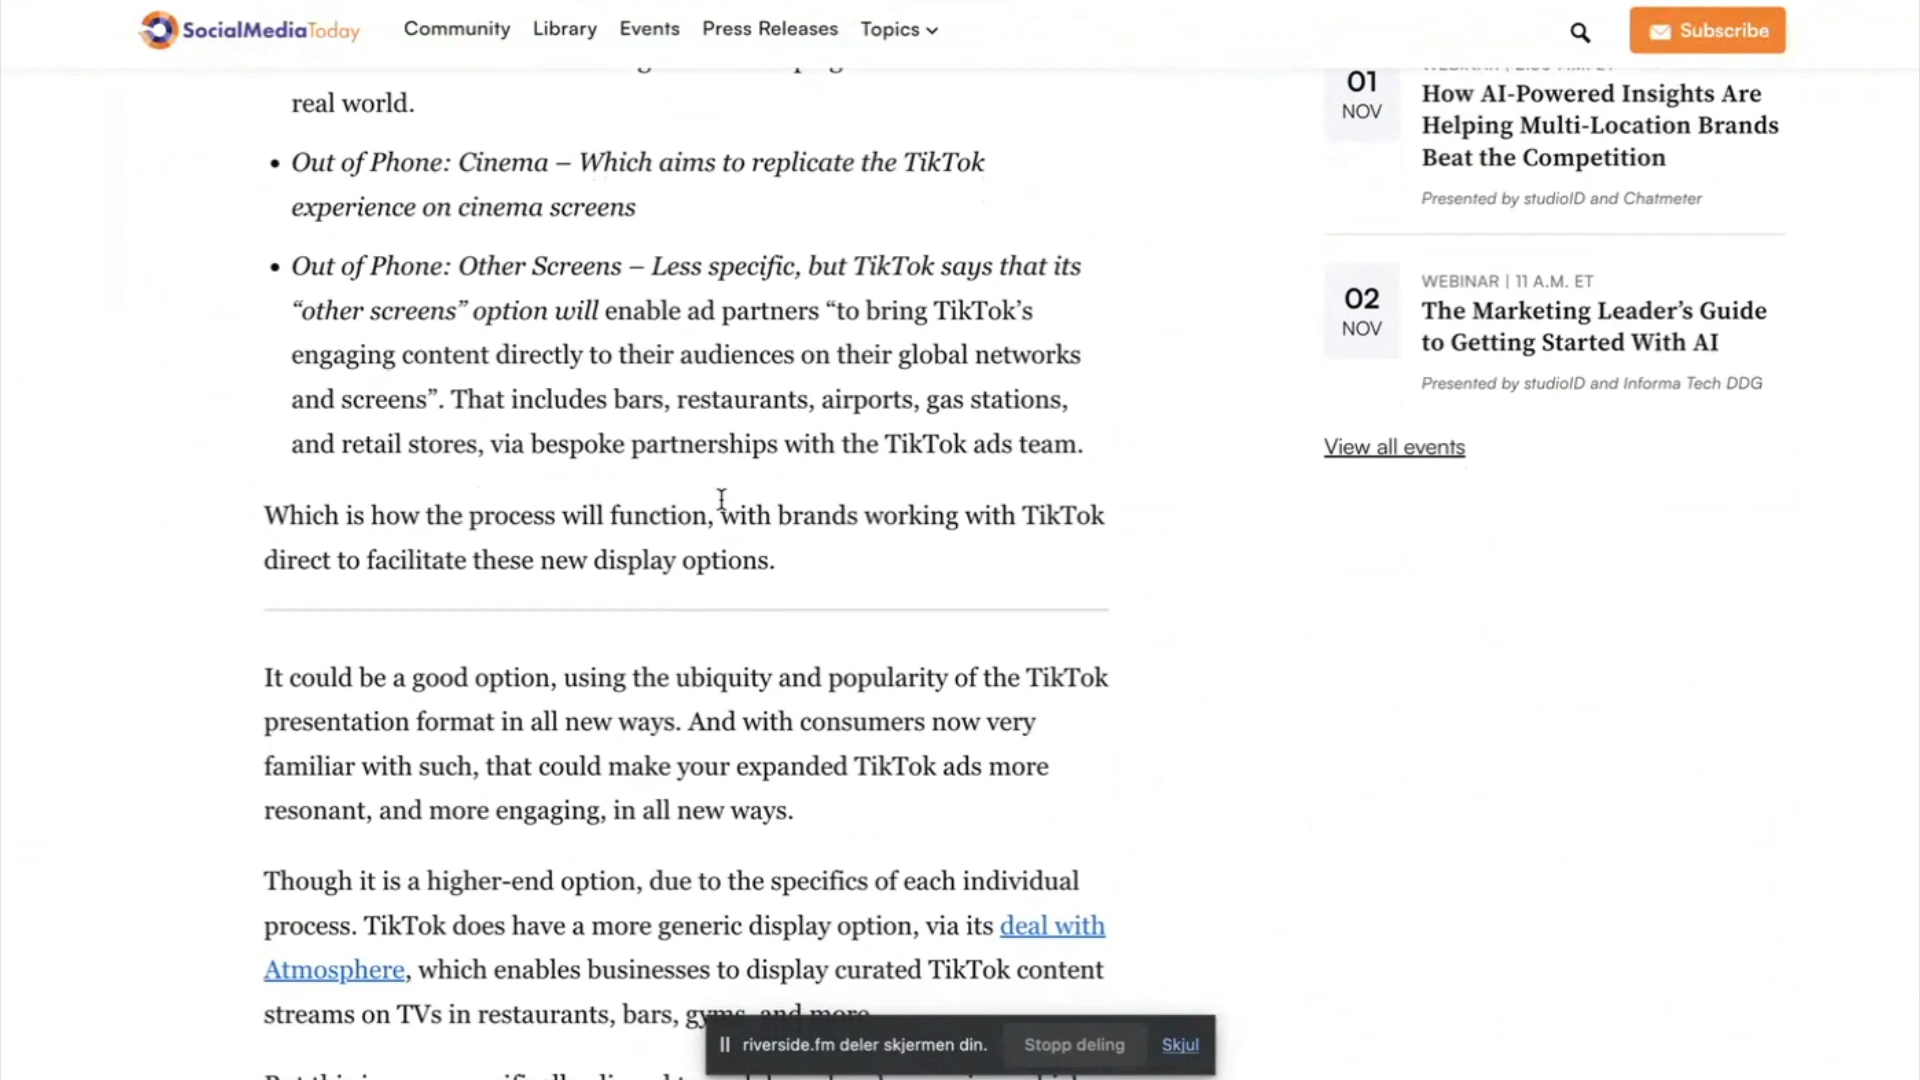 SocialMediaToday Community Library Events Press Releases Topics Subscribe
real world.
• Out of Phone: Cinema – Which aims to replicate the TikTok
experience on cinema screens
• Out of Phone: Other Screens – Less specific, but TikTok says that its
“other screens” option will enable ad partners “to bring TikTok’s
engaging content directly to their audiences on their global networks
and screens”. That includes bars, restaurants, airports, gas stations,
and retail stores, via bespoke partnerships with the TikTok ads team.
Which is how the process will function, with brands working with TikTok
direct to facilitate these new display options.
It could be a good option, using the ubiquity and popularity of the TikTok
presentation format in all new ways. And with consumers now very
familiar with such, that could make your expanded TikTok ads more
resonant, and more engaging, in all new ways.
Though it is a higher-end option, due to the specifics of each individual
process. TikTok does have a more generic display option, via its deal with
Atmosphere, which enables businesses to display curated TikTok content
streams on TVs in restaurants, bars, gyms, and more.
01
NOV
How AI-Powered Insights Are
Helping Multi-Location Brands
Beat the Competition
Presented by studioID and Chatmeter
02
NOV
WEBINAR | 11 A.M. ET
The Marketing Leader’s Guide
to Getting Started With AI
Presented by studioID and Informa Tech DDG
View all events
riverside.fm deler skjermen din. Stopp deling Skjul